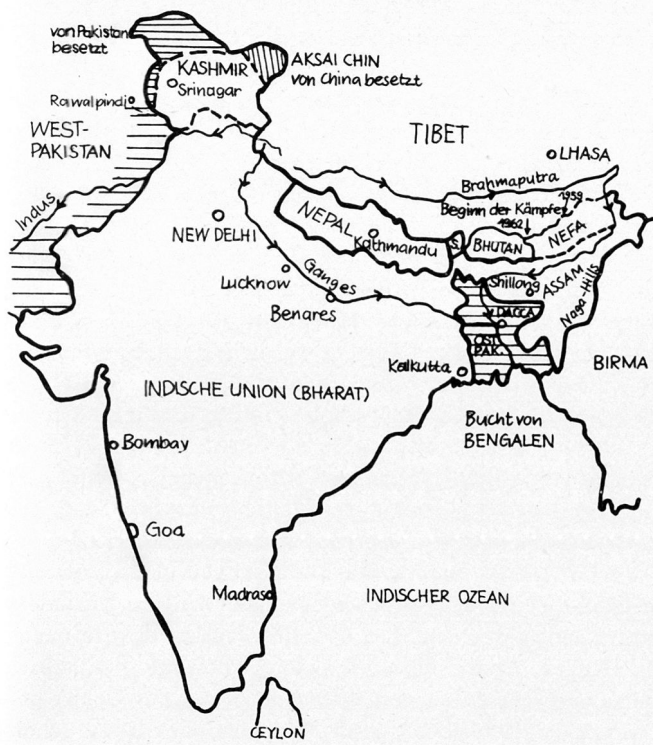 von Pakistan
besetzt
KASHMIR
Srinagar
AKSAI CHIN
von China besetzt
Rawalpindi
WEST-
PAKISTAN
TIBET
LHASA
Indus
Brahmaputra
1959
Beginn der Kämpfe
1962
NEPAL
Kathmandu
S.
BHUTAN
NEFA
NEW DELHI
Ganges
Lucknow
Benares
Shillong
ASSAM
Naga-Hills
DACCA
OST
PAK.
Kalkutta
BIRMA
INDISCHE UNION (BHARAT)
Bucht von
BENGALEN
Bombay
Goa
Madras
INDISCHER OZEAN
CEYLON